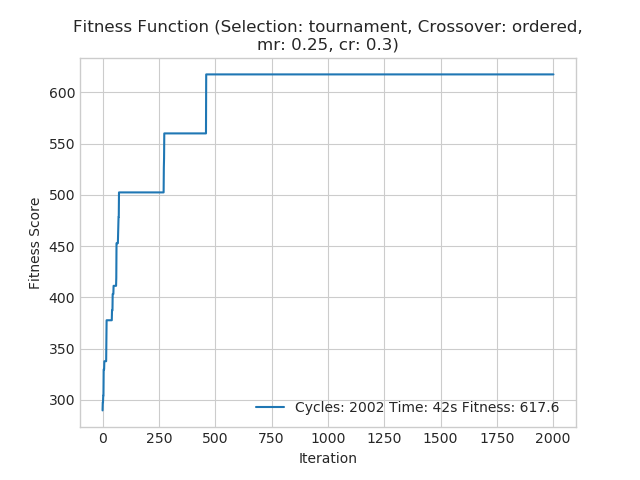 Fitness Function (Selection: tournament, Crossover: ordered,
mr: 0.25, cr: 0.3)
Fitness Score
600
550
500
450
400
350
300
Cycles: 2002 Time: 42s Fitness: 617.6
0 250 500 750 1000 1250 1500 1750 2000
Iteration